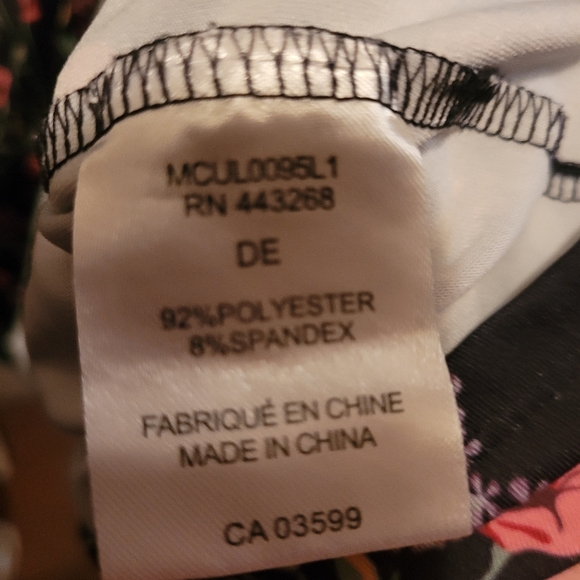 MCUL0095L1
RN 443268
DE
92%POLYESTER
8%SPANDEX
FABRIQUÉ EN CHINE
MADE IN CHINA
CA 03599